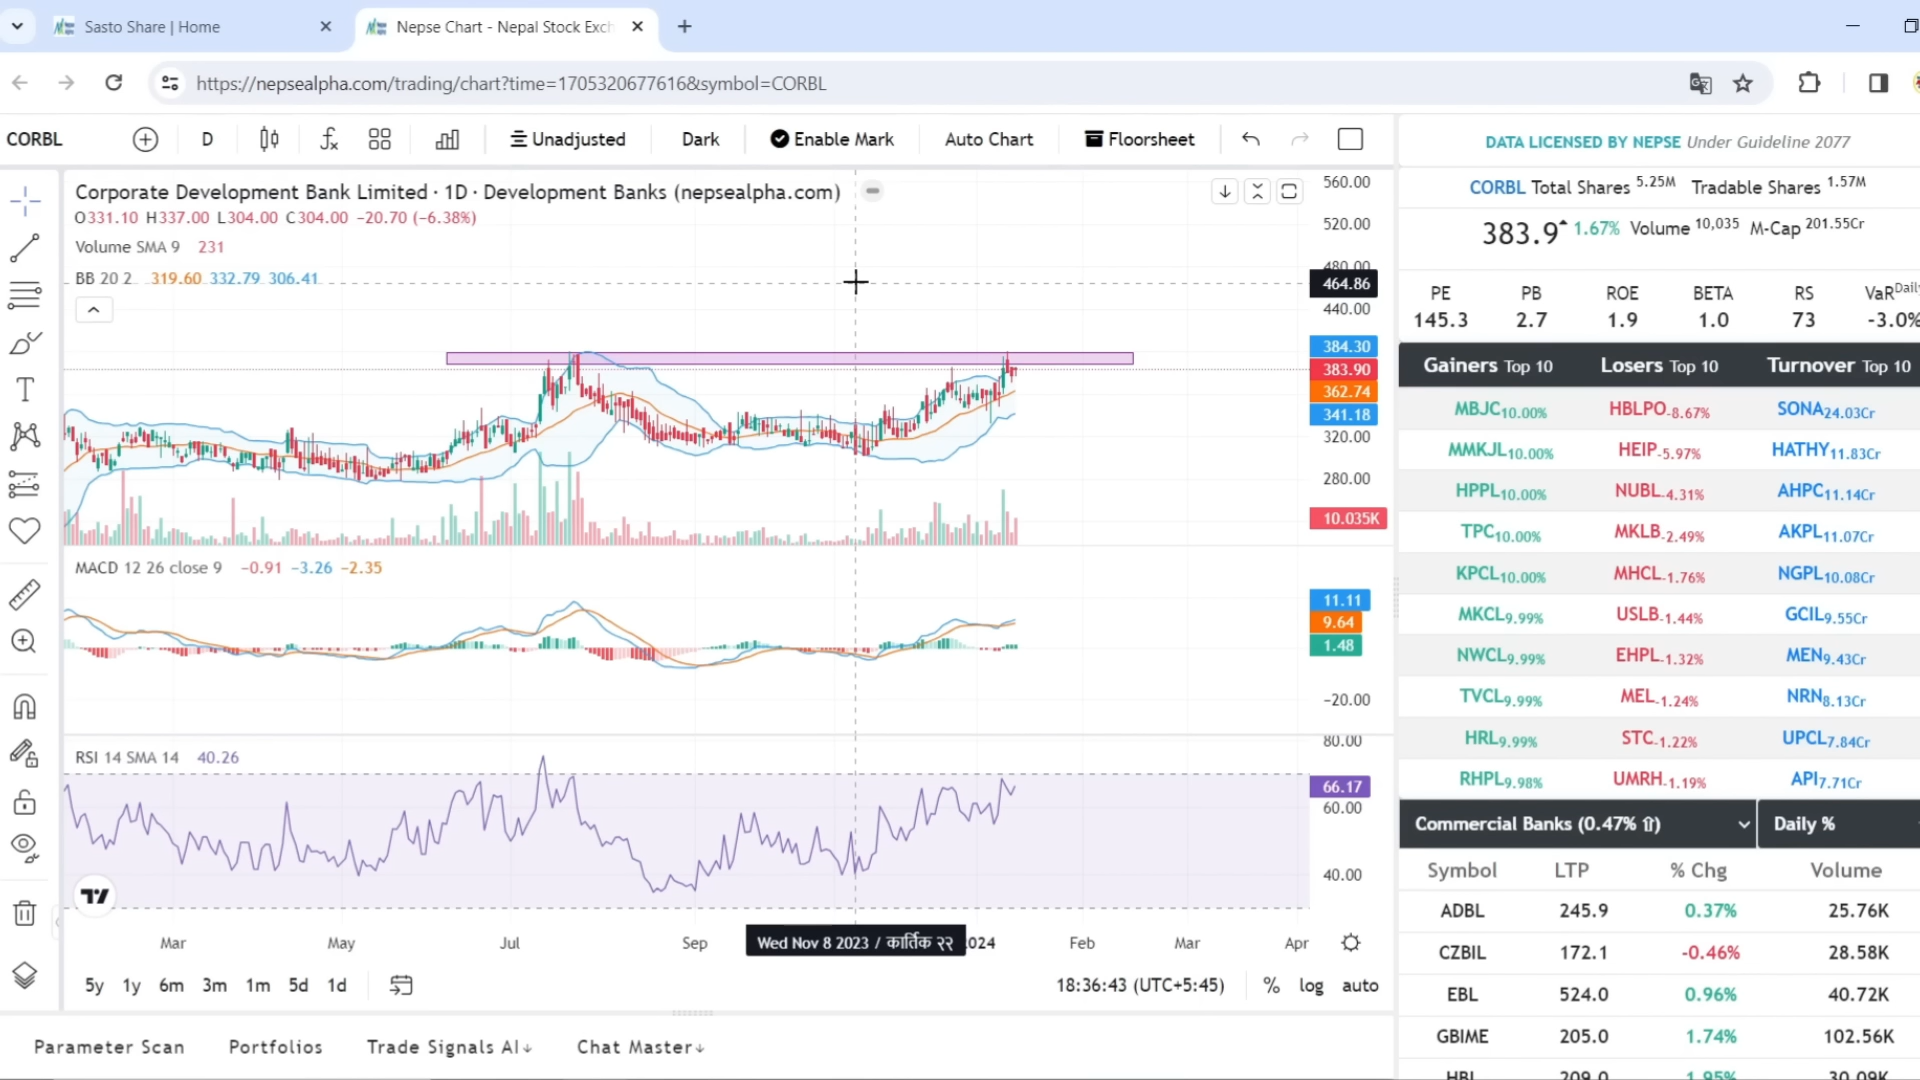 Sasto Share | Home
Nepse Chart - Nepal Stock Exch
https://nepsealpha.com/trading/chart?time=1705320677616&symbol=CORBL
CORBL D Unadjusted Dark Enable Mark Auto Chart Floorsheet
Corporate Development Bank Limited · 1D · Development Banks (nepsealpha.com)
O331.10 H337.00 L304.00 C304.00 −20.70 (−6.38%)
Volume SMA 9 231
BB 20 2 319.60 332.79 306.41
560.00
520.00
480.00
464.86
440.00
384.30
383.90
362.74
341.18
320.00
280.00
10.035K
MACD 12 26 close 9 −0.91 −3.26 −2.35
11.11
9.64
1.48
−20.00
RSI 14 SMA 14 40.26
80.00
66.17
60.00
40.00
Mar May Jul Sep Wed Nov 8 2023 / कार्तिक २२ 2024 Feb Mar Apr
5y 1y 6m 3m 1m 5d 1d 18:36:43 (UTC+5:45) % log auto
Parameter Scan Portfolios Trade Signals AI↓ Chat Master↓
DATA LICENSED BY NEPSE Under Guideline 2077
CORBL Total Shares 5.25M Tradable Shares 1.57M
383.9 1.67% Volume 10,035 M-Cap 201.55Cr
PE PB ROE BETA RS VaR Daily
145.3 2.7 1.9 1.0 73 -3.0%
Gainers Top 10 Losers Top 10 Turnover Top 10
MBJC10.00% HBLPO-8.67% SONA24.03Cr
MMKJL10.00% HEIP-5.97% HATHY11.83Cr
HPPL10.00% NUBL-4.31% AHPC11.14Cr
TPC10.00% MKLB-2.49% AKPL11.07Cr
KPCL10.00% MHCL-1.76% NGPL10.08Cr
MKCL9.99% USLB-1.44% GCIL9.55Cr
NWCL9.99% EHPL-1.32% MEN9.43Cr
TVCL9.99% MEL-1.24% NRN8.13Cr
HRL9.99% STC-1.22% UPCL7.84Cr
RHPL9.98% UMRH-1.19% API7.71Cr
Commercial Banks (0.47% ⇧) Daily %
Symbol LTP % Chg Volume
ADBL 245.9 0.37% 25.76K
CZBIL 172.1 -0.46% 28.58K
EBL 524.0 0.96% 40.72K
GBIME 205.0 1.74% 102.56K
HBL 209.0 1.95% 30.09K